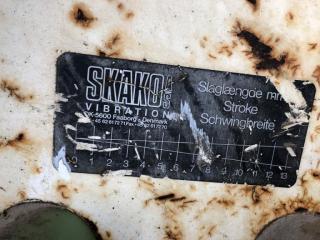 SKAKO
VIBRATION
DK-5600 Faaborg - Denmark
Slaglængde mm
Stroke
Schwingbreite
0 1 2 3 4 5 6 7 8 9 10 11 12 13